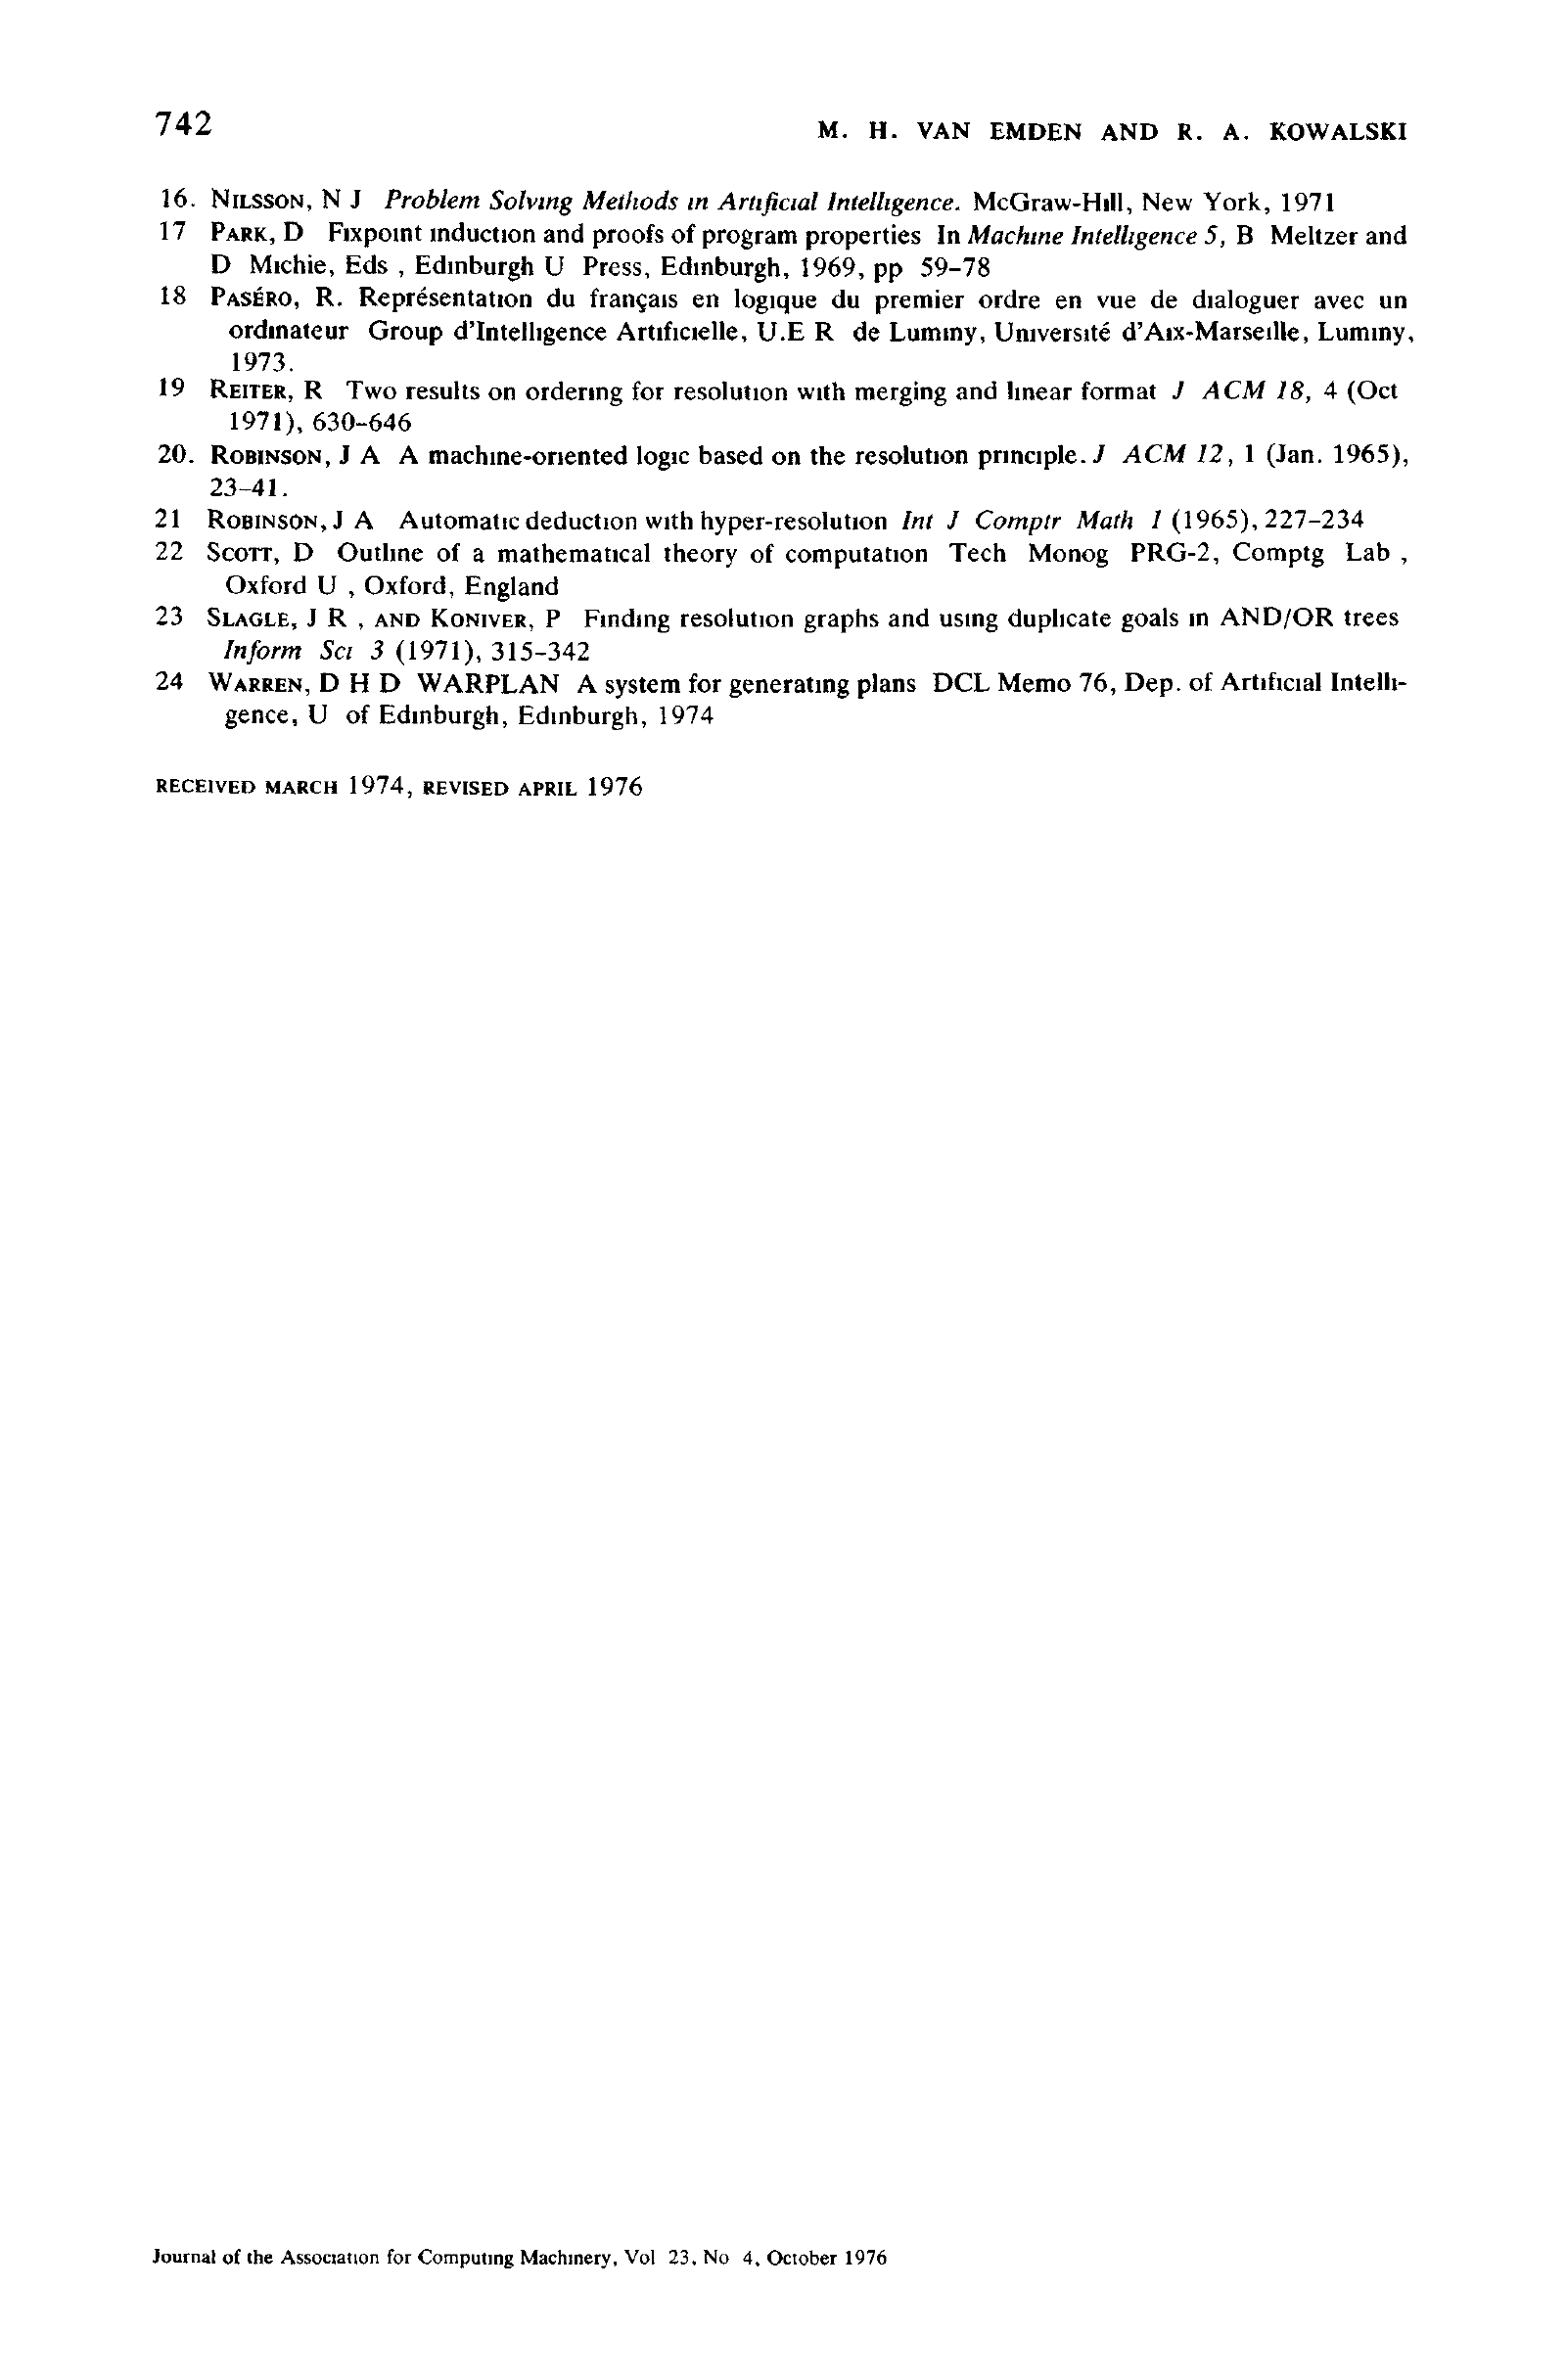 742
M. H. VAN EMDEN AND R. A. KOWALSKI
16. NILSSON, N J Problem Solving Methods in Artificial Intelligence. McGraw-Hill, New York, 1971
17 PARK, D Fixpoint induction and proofs of program properties In Machine Intelligence 5, B Meltzer and
D Michie, Eds , Edinburgh U Press, Edinburgh, 1969, pp 59-78
18 PASÉRO, R. Représentation du français en logique du premier ordre en vue de dialoguer avec un
ordinateur Group d'Intelligence Artificielle, U.E R de Luminy, Université d'Aix-Marseille, Luminy,
1973.
19 REITER, R Two results on ordering for resolution with merging and linear format J ACM 18, 4 (Oct
1971), 630-646
20. ROBINSON, J A A machine-oriented logic based on the resolution principle. J ACM 12, 1 (Jan. 1965),
23-41.
21 ROBINSON, J A Automatic deduction with hyper-resolution Int J Comptr Math 1 (1965), 227-234
22 SCOTT, D Outline of a mathematical theory of computation Tech Monog PRG-2, Comptg Lab ,
Oxford U , Oxford, England
23 SLAGLE, J R , AND KONIVER, P Finding resolution graphs and using duplicate goals in AND/OR trees
Inform Sci 3 (1971), 315-342
24 WARREN, D H D WARPLAN A system for generating plans DCL Memo 76, Dep. of Artificial Intelli-
gence, U of Edinburgh, Edinburgh, 1974
RECEIVED MARCH 1974, REVISED APRIL 1976
Journal of the Association for Computing Machinery, Vol 23, No 4, October 1976